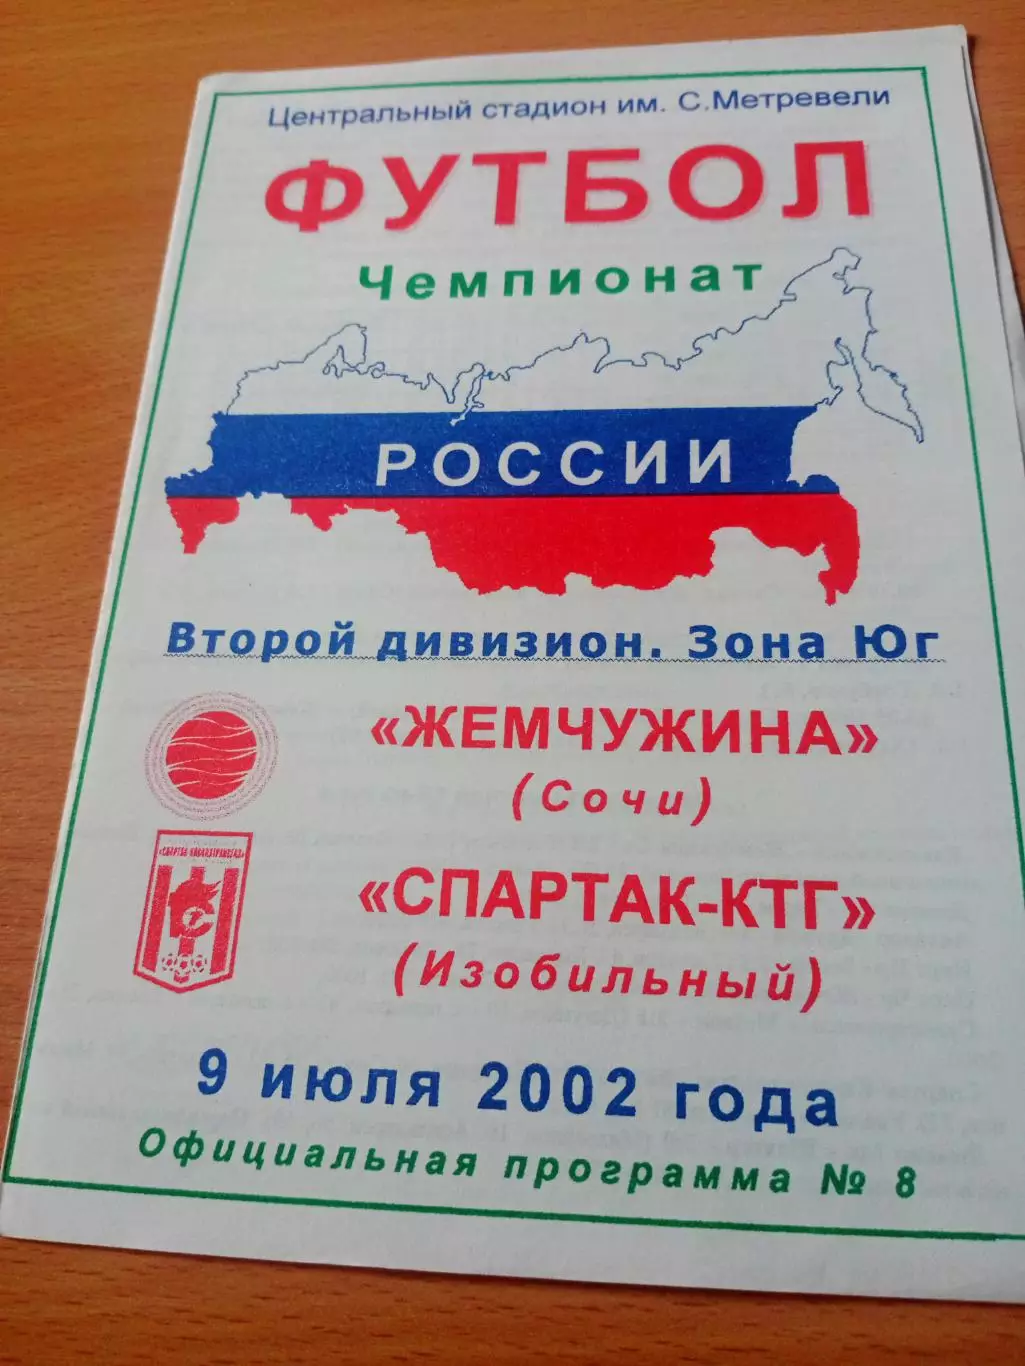 Центральный стадион им. С.Метревели
ФУТБОЛ
Чемпионат
РОССИИ
Второй дивизион. Зона Юг
«ЖЕМЧУЖИНА»
(Сочи)
«СПАРТАК-КТГ»
(Изобильный)
9 июля 2002 года
Официальная программа № 8